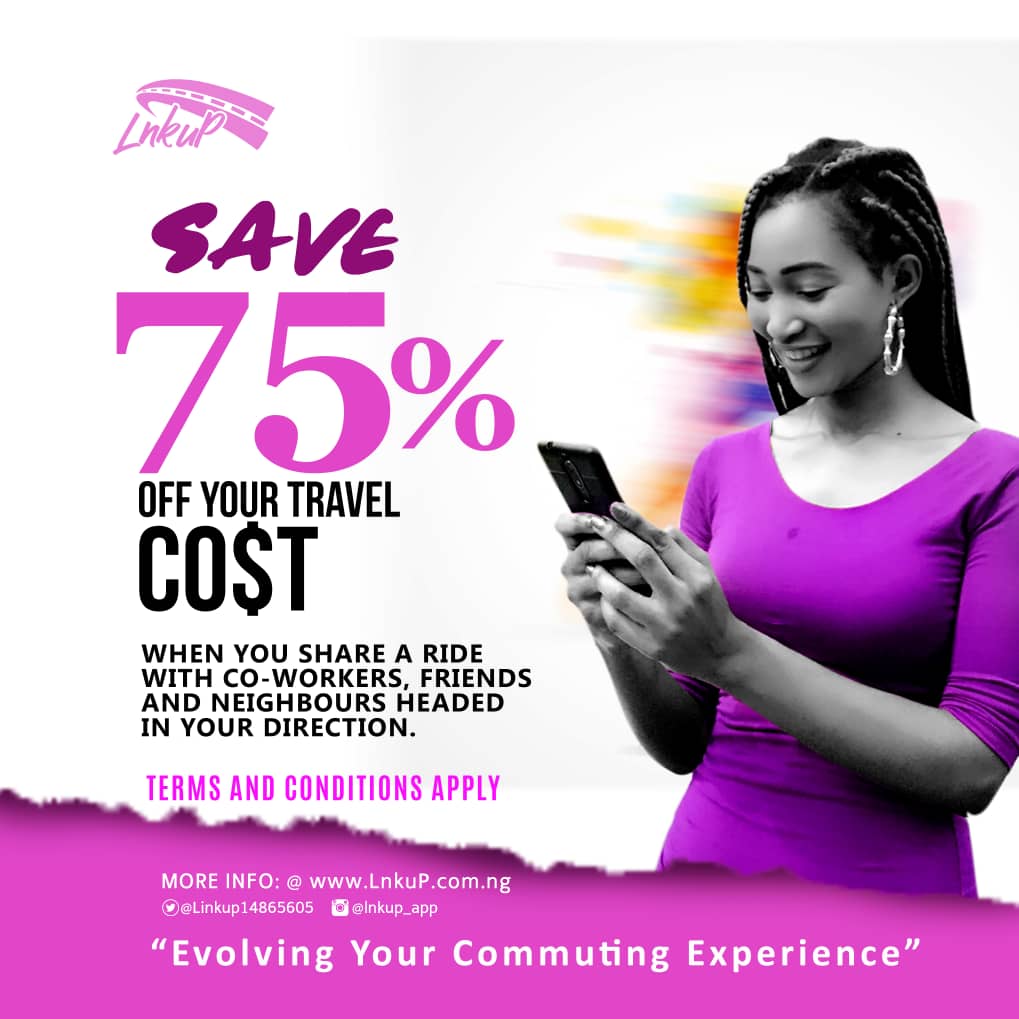 LnkuP
SAVE
75%
OFF YOUR TRAVEL
CO$T
WHEN YOU SHARE A RIDE
WITH CO-WORKERS, FRIENDS
AND NEIGHBOURS HEADED
IN YOUR DIRECTION.
TERMS AND CONDITIONS APPLY
MORE INFO: @ www.LnkuP.com.ng
@Linkup14865605 @lnkup_app
“Evolving Your Commuting Experience”